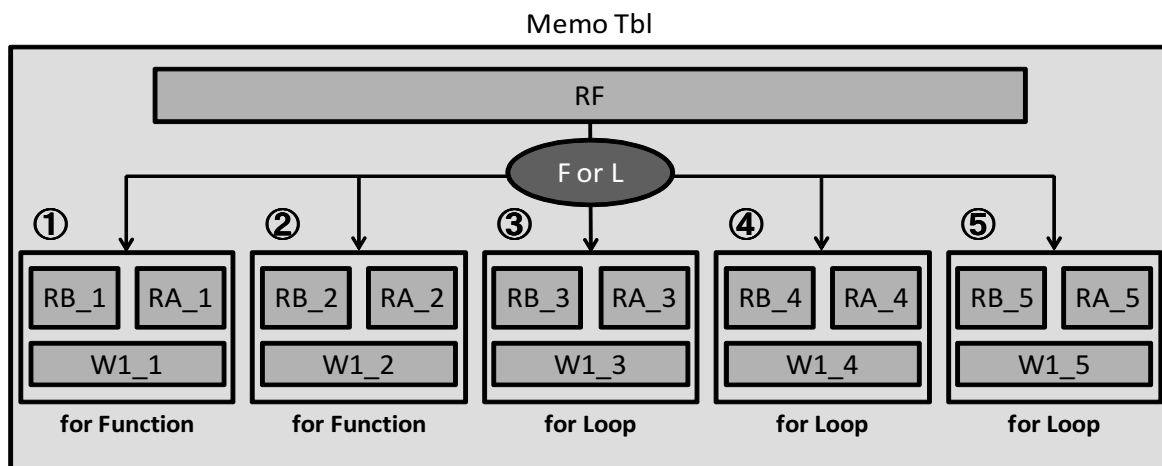 Memo Tbl
RF
F or L
① ② ③ ④ ⑤
RB_1 RA_1 RB_2 RA_2 RB_3 RA_3 RB_4 RA_4 RB_5 RA_5
W1_1 W1_2 W1_3 W1_4 W1_5
for Function for Function for Loop for Loop for Loop